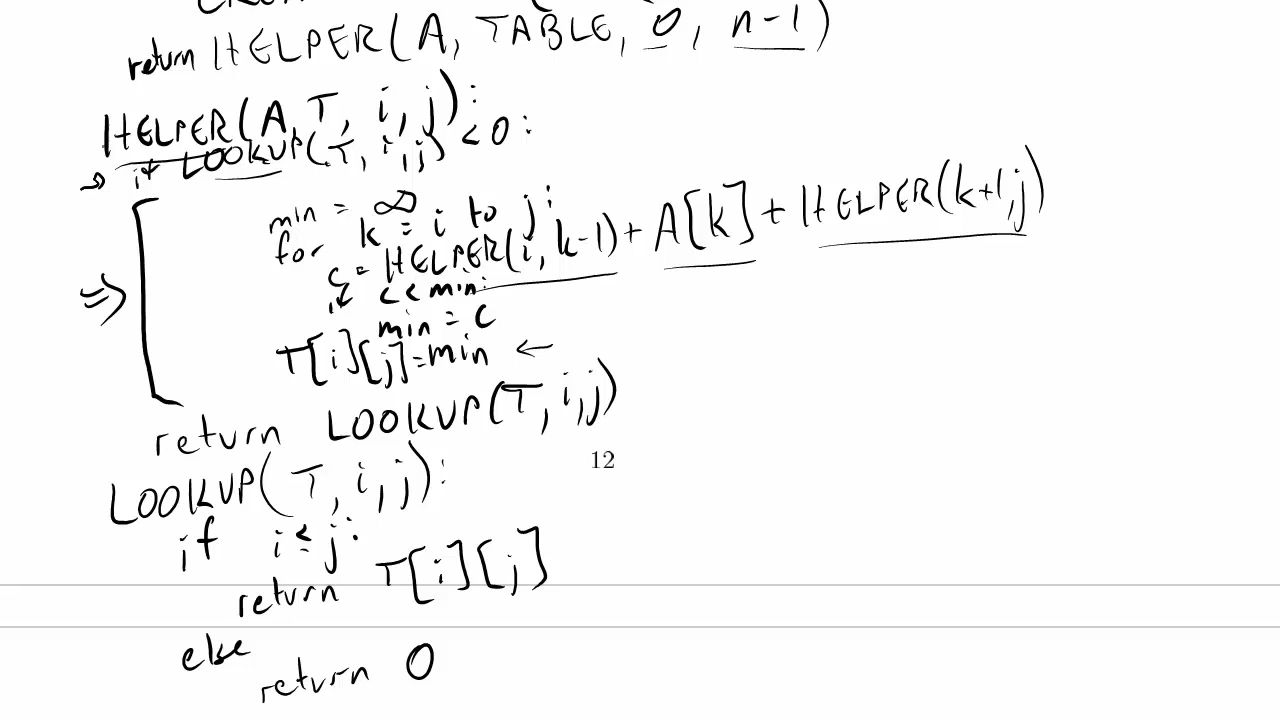 return HELPER(A, TABLE, 0, n-1)
HELPER(A, T, i, j):
→ if LOOKUP(T, i, j) < 0:
min = ∞
for k = i to j:
c = HELPER(i, k-1) + A[k] + HELPER(k+1, j)
if c < min:
min = c
T[i][j] = min ←
⇒
return LOOKUP(T, i, j)
12
LOOKUP(T, i, j):
if i ≤ j:
return T[i][j]
else
return 0